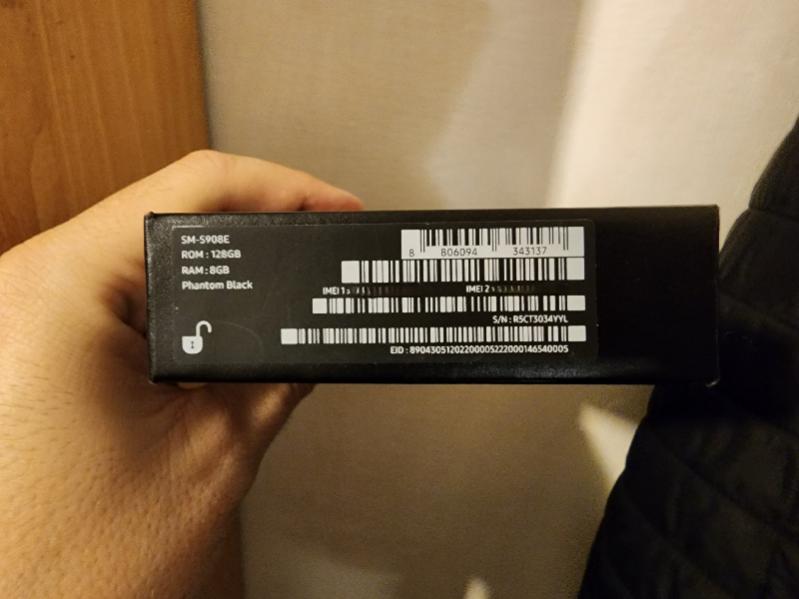 SM-S908E
ROM : 128GB
RAM : 8GB
Phantom Black
8 806094 343137
IMEI 1:
IMEI 2
S/N : R5CT3034YYL
EID : 89043051202200005222000146540005